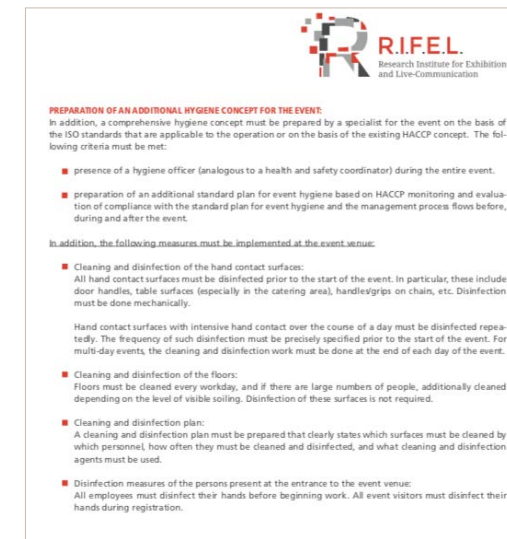 R.I.F.E.L.
Research Institute for Exhibition
and Live-Communication
PREPARATION OF AN ADDITIONAL HYGIENE CONCEPT FOR THE EVENT:
In addition, a comprehensive hygiene concept must be prepared by a specialist for the event on the basis of
the ISO standards that are applicable to the operation or on the basis of the existing HACCP concept. The fol-
lowing criteria must be met:
presence of a hygiene officer (analogous to a health and safety coordinator) during the entire event.
preparation of an additional standard plan for event hygiene based on HACCP monitoring and evalua-
tion of compliance with the standard plan for event hygiene and the management process flows before,
during and after the event.
In addition, the following measures must be implemented at the event venue:
Cleaning and disinfection of the hand contact surfaces:
All hand contact surfaces must be disinfected prior to the start of the event. In particular, these include
door handles, table surfaces (especially in the catering area), handles/grips on chairs, etc. Disinfection
must be done mechanically.
Hand contact surfaces with intensive hand contact over the course of a day must be disinfected repea-
tedly. The frequency of such disinfection must be precisely specified prior to the start of the event. For
multi-day events, the cleaning and disinfection work must be done at the end of each day of the event.
Cleaning and disinfection of the floors:
Floors must be cleaned every workday, and if there are large numbers of people, additionally cleaned
depending on the level of visible soiling. Disinfection of these surfaces is not required.
Cleaning and disinfection plan:
A cleaning and disinfection plan must be prepared that clearly states which surfaces must be cleaned by
which personnel, how often they must be cleaned and disinfected, and what cleaning and disinfection
agents must be used.
Disinfection measures of the persons present at the entrance to the event venue:
All employees must disinfect their hands before beginning work. All event visitors must disinfect their
hands during registration.